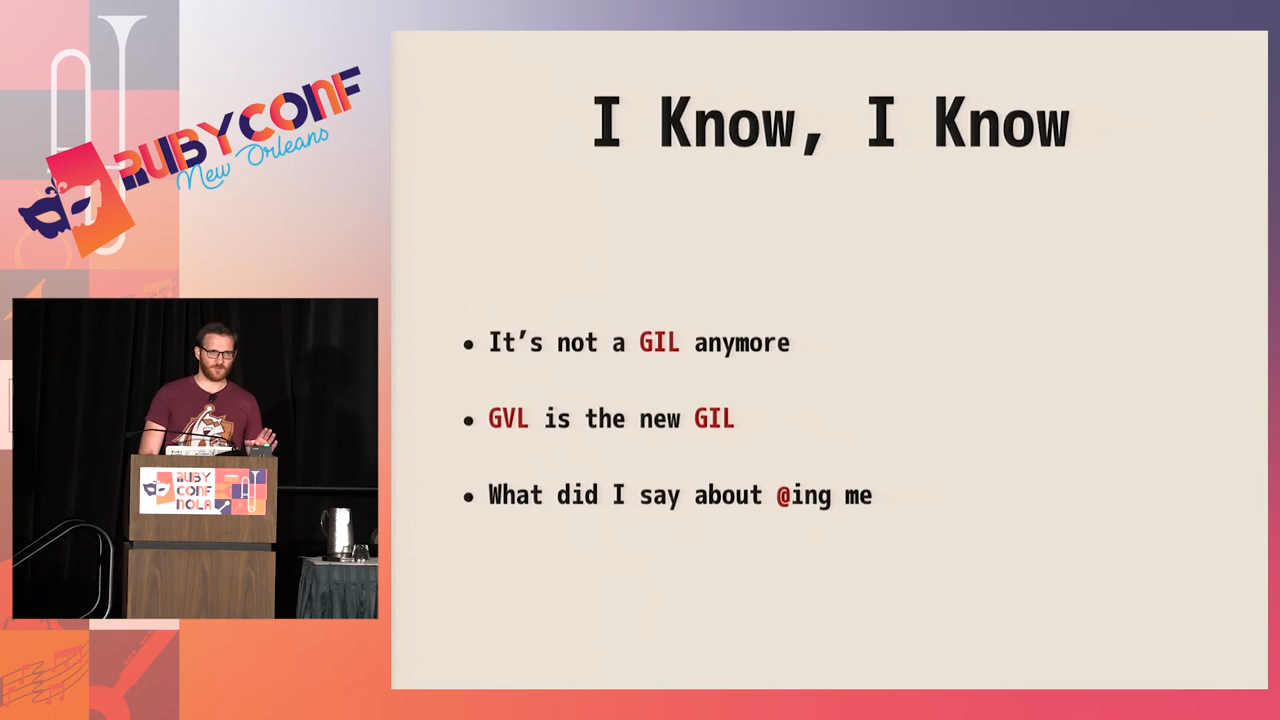 RUBYCONF
New Orleans
I Know, I Know
• It’s not a GIL anymore
• GVL is the new GIL
• What did I say about @ing me
RUBY
CONF
NOLA